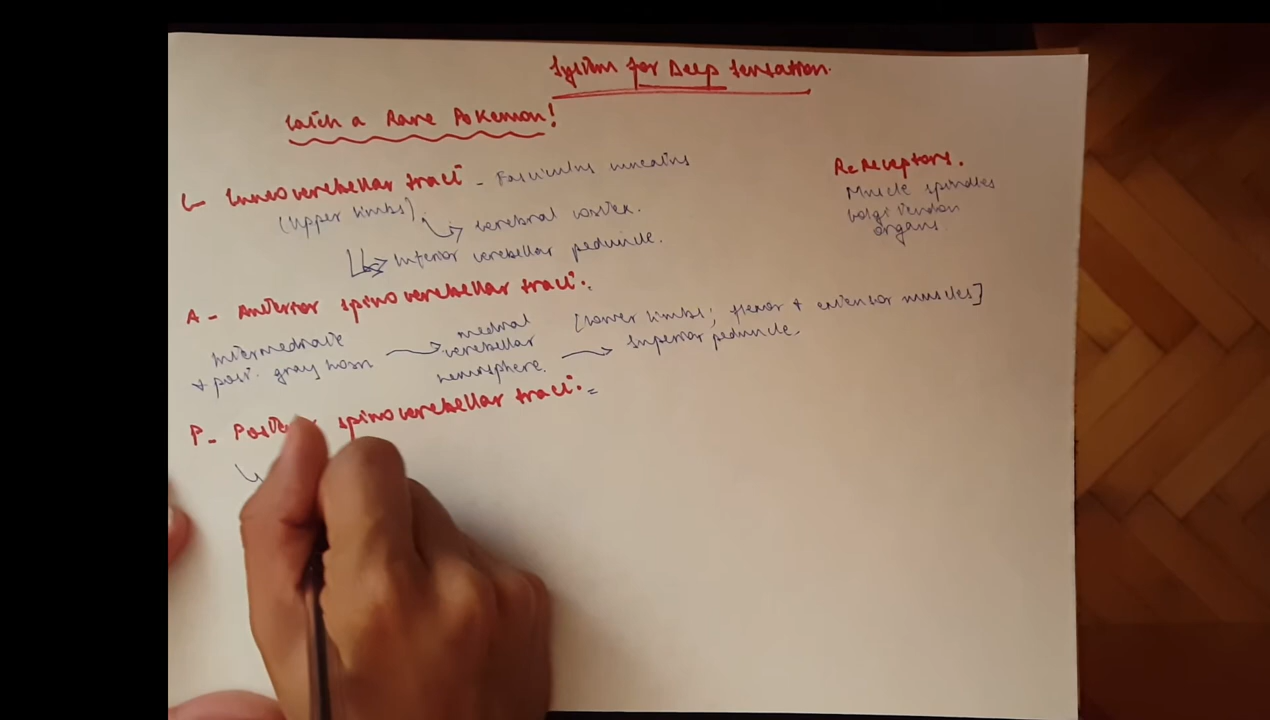 System for Deep Sensation.
Catch a Rare Pokemon!
C- Cuneocerebellar tract - Fasciculus cuneatus
(Upper limbs)
cerebral cortex.
Inferior cerebellar peduncle.
Receptors.
Muscle spindles
Golgi tendon
organs
A- Anterior spinocerebellar tract:
Intermediate
+ post. gray horn
medial
cerebellar
hemisphere.
[Lower limbs; flexor + extensor muscles]
Superior peduncle.
P- spinocerebellar tract:=